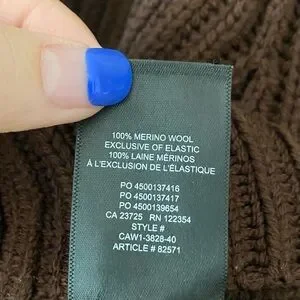 100% MERINO WOOL
EXCLUSIVE OF ELASTIC
100% LAINE MÉRINOS
À L'EXCLUSION DE L'ÉLASTIQUE
PO 4500137416
PO 4500137417
PO 4500139654
CA 23725 RN 122354
STYLE #
CAW1-3828-40
ARTICLE # 82571